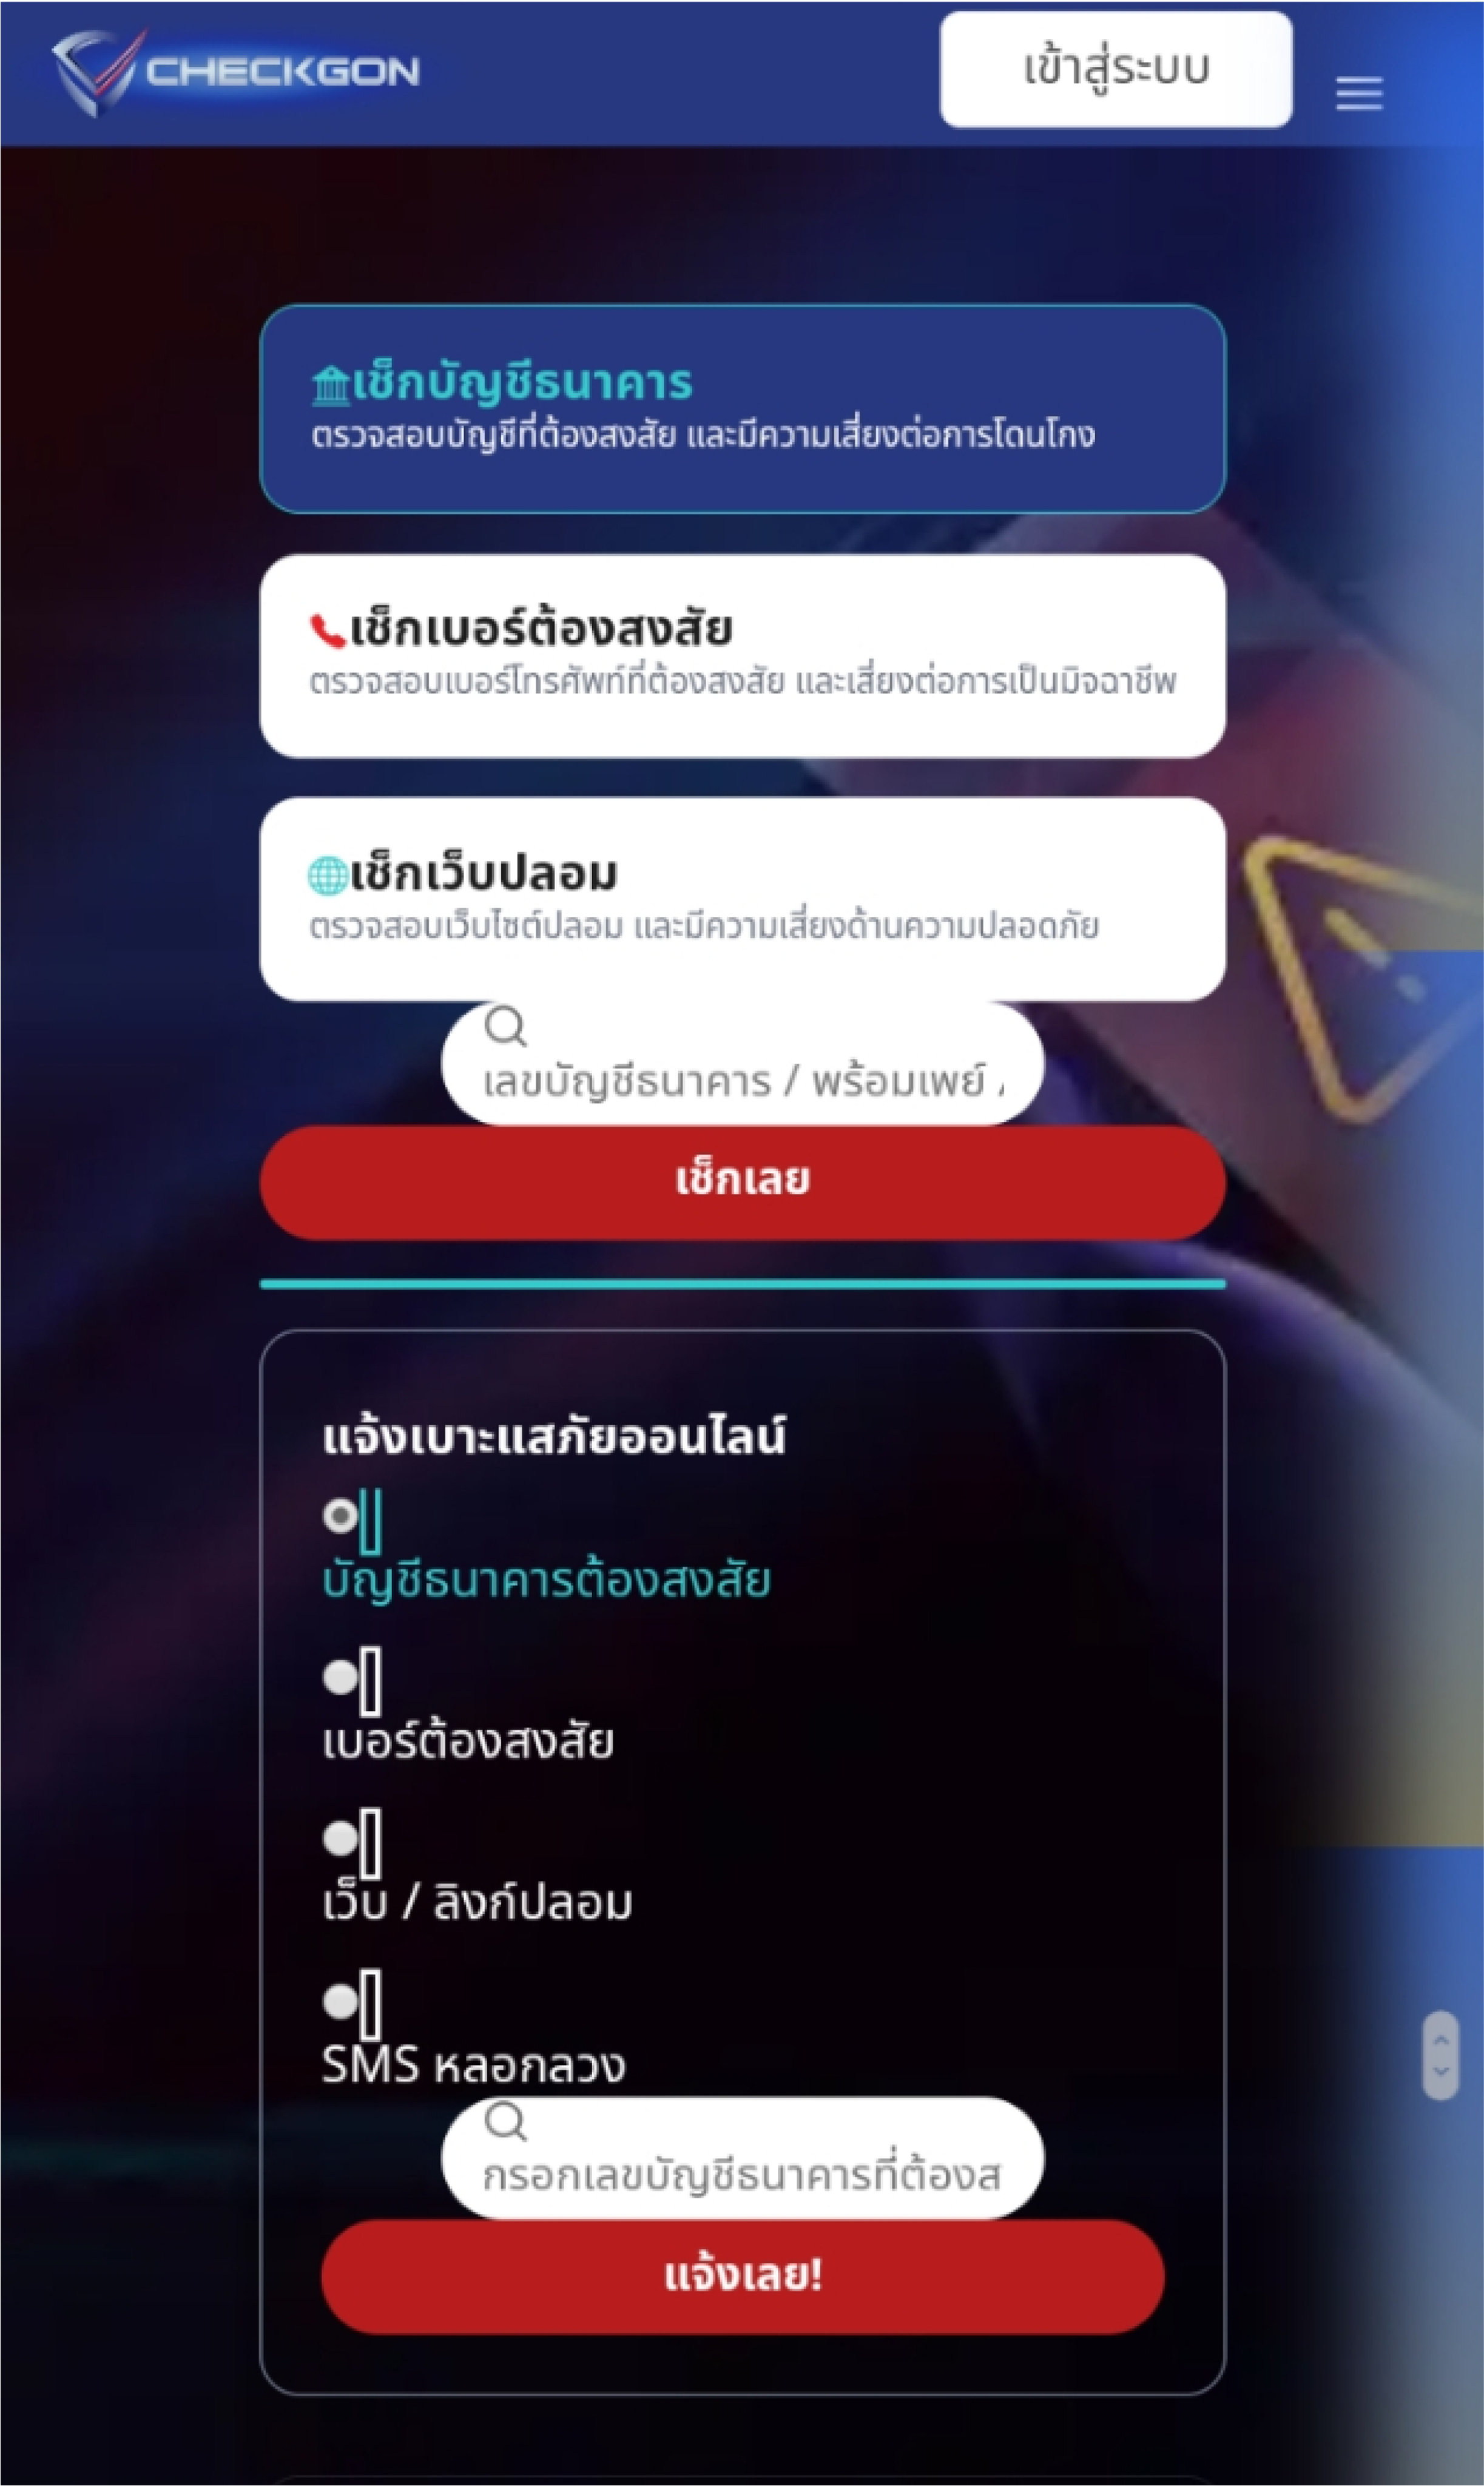 CHECKGON
เข้าสู่ระบบ
เช็กบัญชีธนาคาร
ตรวจสอบบัญชีที่ต้องสงสัย และมีความเสี่ยงต่อการโดนโกง
เช็กเบอร์ต้องสงสัย
ตรวจสอบเบอร์โทรศัพท์ที่ต้องสงสัย และเสี่ยงต่อการเป็นมิจฉาชีพ
เช็กเว็บปลอม
ตรวจสอบเว็บไซต์ปลอม และมีความเสี่ยงด้านความปลอดภัย
เลขบัญชีธนาคาร / พร้อมเพย์ /
เช็กเลย
แจ้งเบาะแสภัยออนไลน์
บัญชีธนาคารต้องสงสัย
เบอร์ต้องสงสัย
เว็บ / ลิงก์ปลอม
SMS หลอกลวง
กรอกเลขบัญชีธนาคารที่ต้องส
แจ้งเลย!